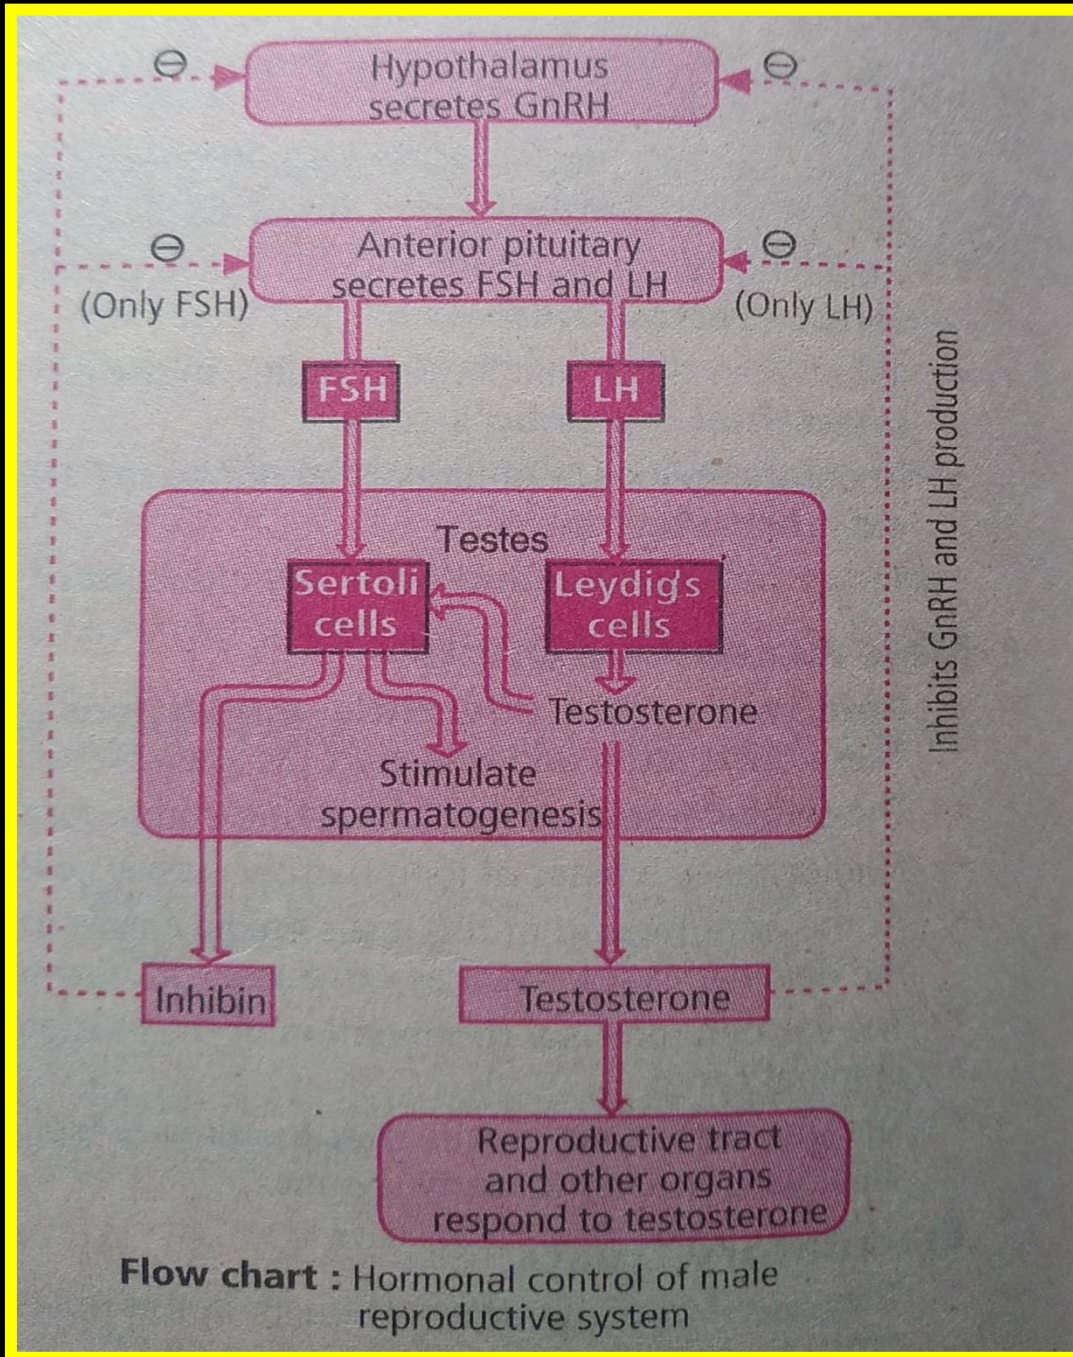 ⊖
⊖
Hypothalamus
secretes GnRH
⊖
⊖
Anterior pituitary
secretes FSH and LH
(Only FSH)
(Only LH)
FSH
LH
Inhibits GnRH and LH production
Testes
Sertoli
cells
Leydig's
cells
Testosterone
Stimulate
spermatogenesis
Inhibin
Testosterone
Reproductive tract
and other organs
respond to testosterone
Flow chart : Hormonal control of male
reproductive system